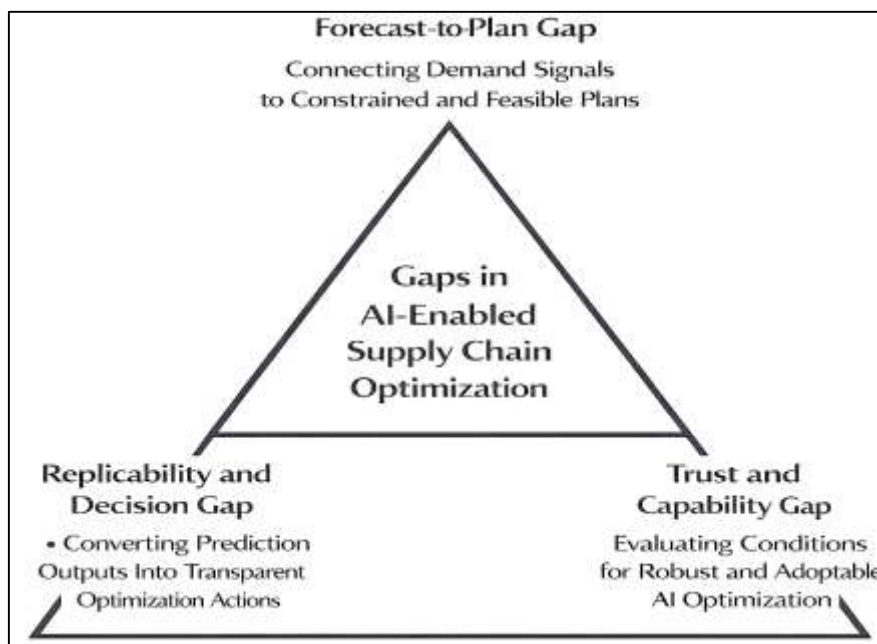 Forecast-to-Plan Gap
Connecting Demand Signals
to Constrained and Feasible Plans
Gaps in
AI-Enabled
Supply Chain
Optimization
Replicability and
Decision Gap
• Converting Prediction
Outputs Into Transparent
Optimization Actions
Trust and
Capability Gap
Evaluating Conditions
for Robust and Adoptable
AI Optimization